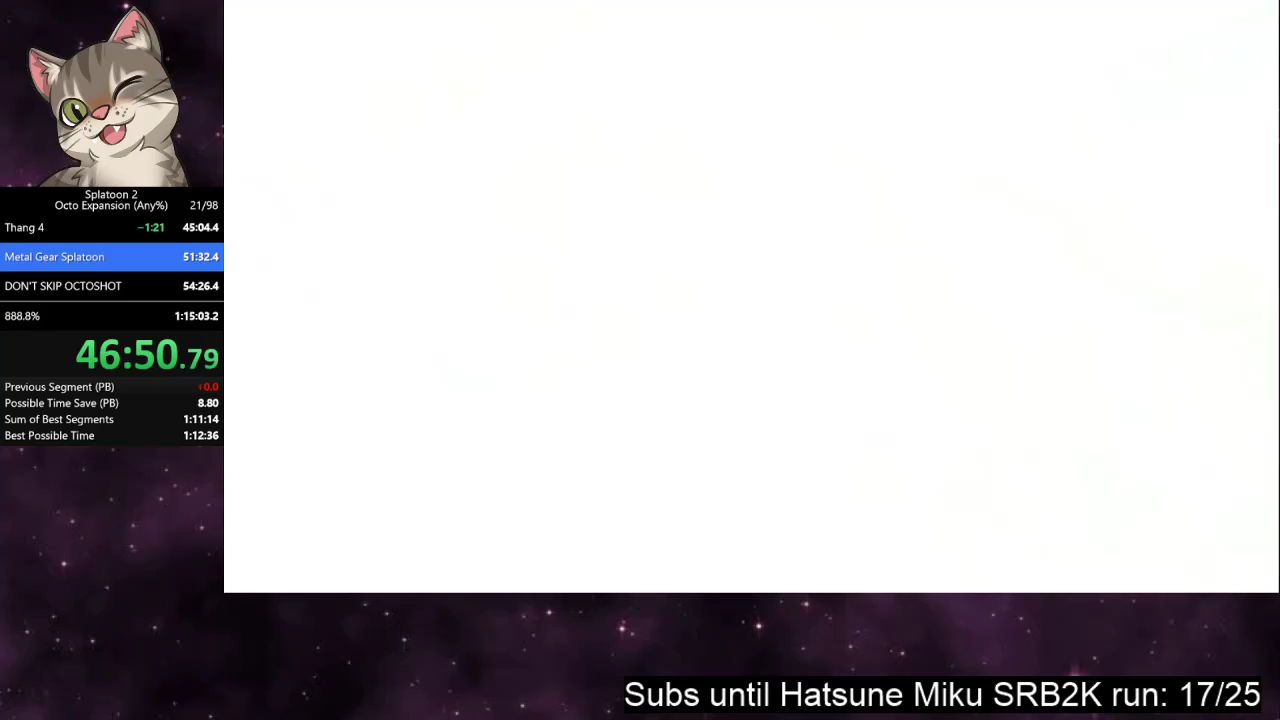 Splatoon 2
Octo Expansion (Any%) 21/98
Thang 4 −1:21 45:04.4
Metal Gear Splatoon 51:32.4
DON'T SKIP OCTOSHOT 54:26.4
888.8% 1:15:03.2
46:50.79
Previous Segment (PB) +0.0
Possible Time Save (PB) 8.80
Sum of Best Segments 1:11:14
Best Possible Time 1:12:36
Subs until Hatsune Miku SRB2K run: 17/25